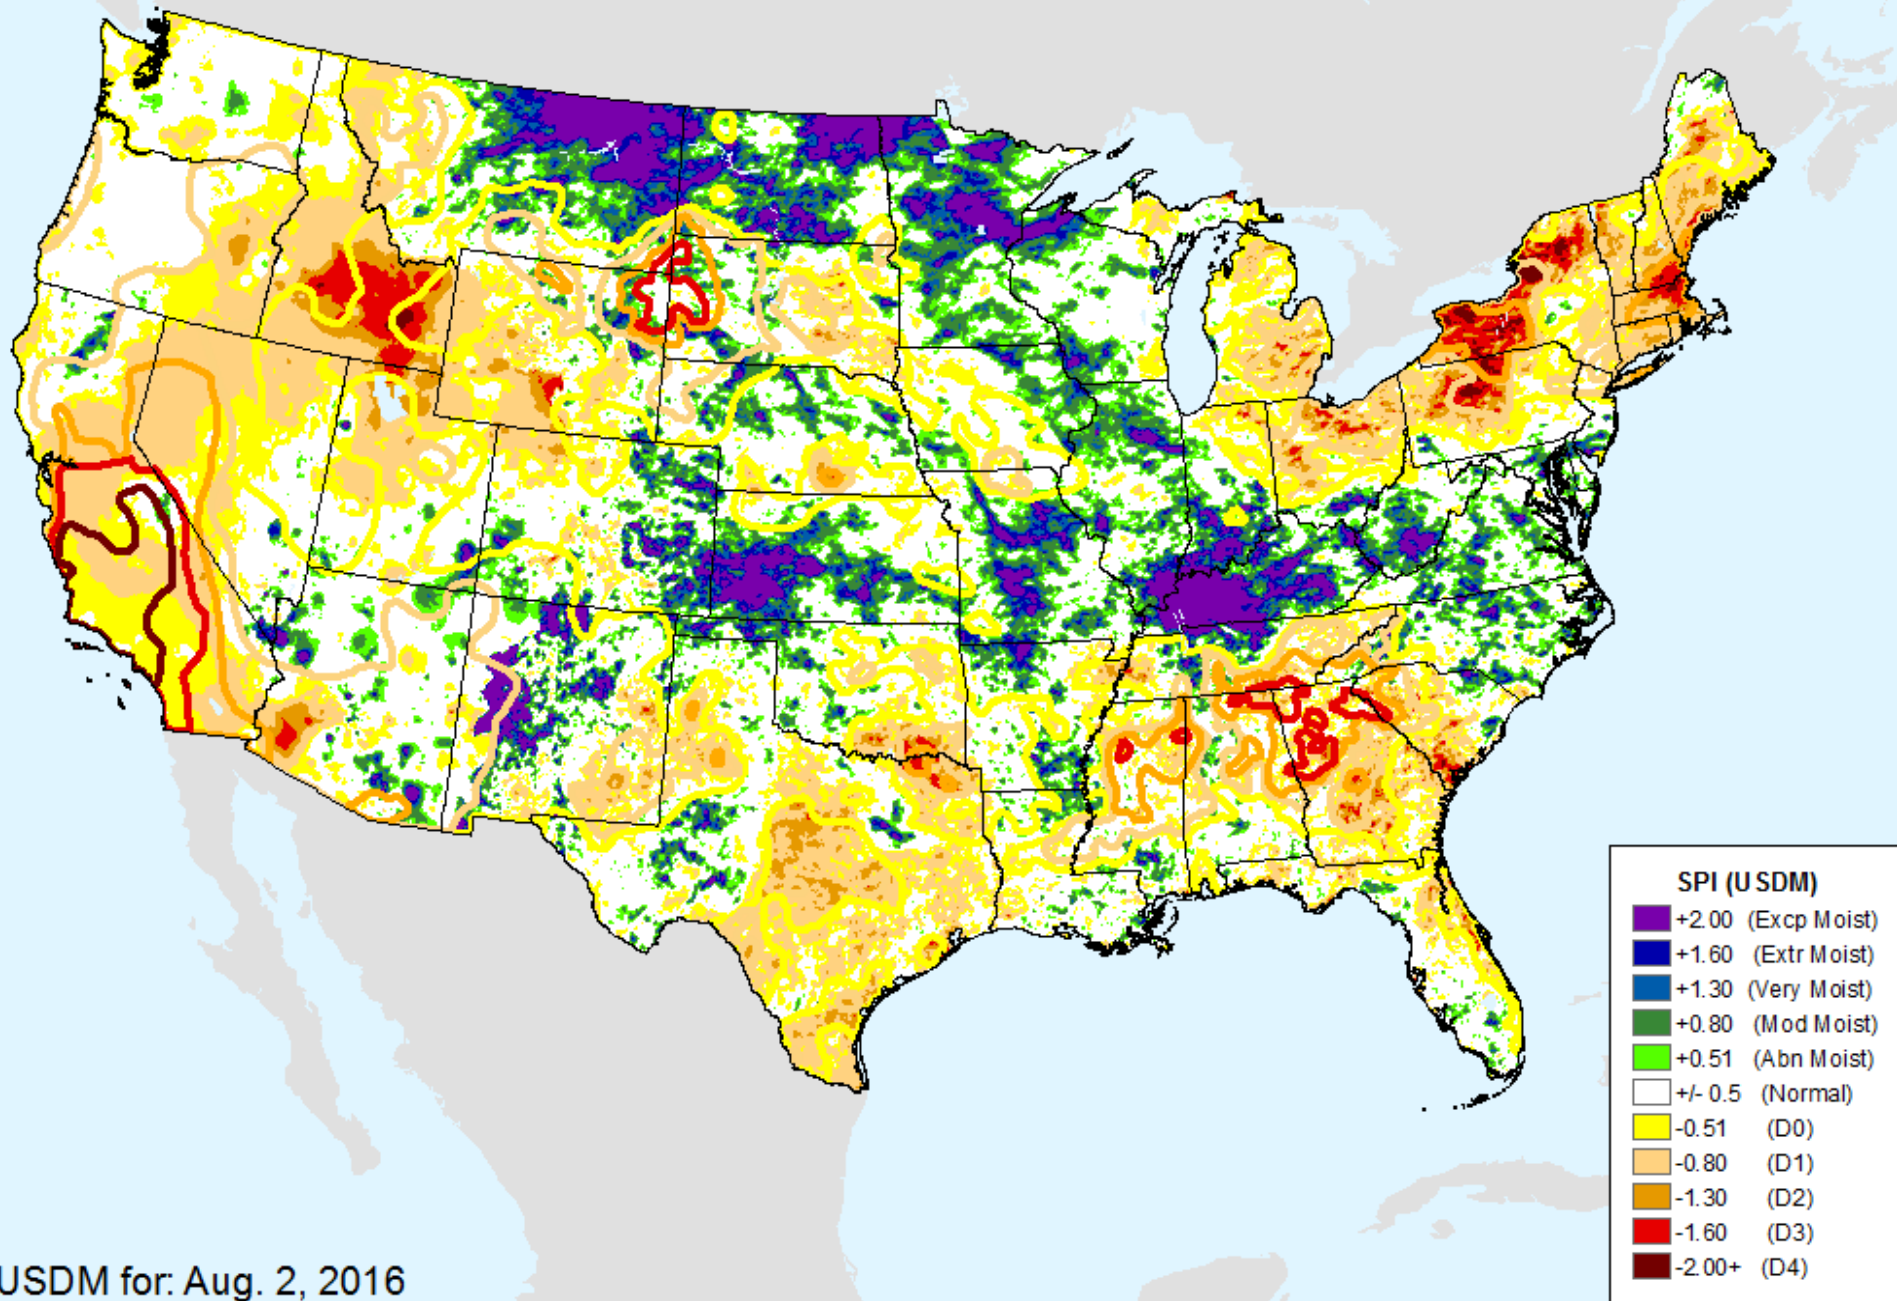 SPI (USDM)
+2.00 (Excp Moist)
+1.60 (Extr Moist)
+1.30 (Very Moist)
+0.80 (Mod Moist)
+0.51 (Abn Moist)
+/- 0.5 (Normal)
-0.51 (D0)
-0.80 (D1)
-1.30 (D2)
-1.60 (D3)
-2.00+ (D4)
USDM for: Aug. 2, 2016